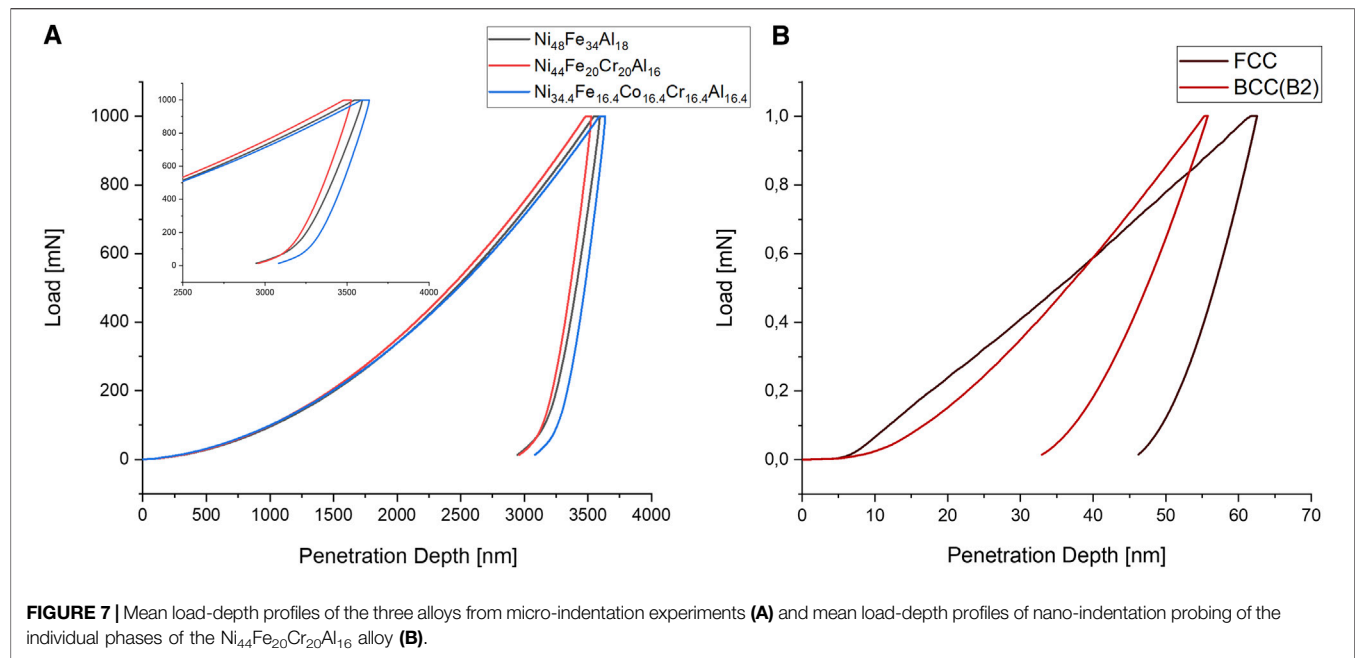 A
Ni48Fe34Al18
Ni44Fe20Cr20Al16
Ni34.4Fe16.4Co16.4Cr16.4Al16.4
1000
800
600
400
200
0
2500 3000 3500 4000
1000
800
600
400
200
0
0 500 1000 1500 2000 2500 3000 3500 4000
Load [mN]
Penetration Depth [nm]
B
FCC
BCC(B2)
1,0
0,8
0,6
0,4
0,2
0,0
0 10 20 30 40 50 60 70
Load [mN]
Penetration Depth [nm]
FIGURE 7 | Mean load-depth profiles of the three alloys from micro-indentation experiments (A) and mean load-depth profiles of nano-indentation probing of the
individual phases of the Ni44Fe20Cr20Al16 alloy (B).